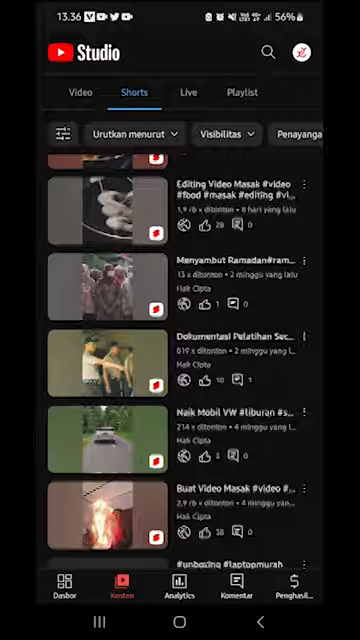 13.36
56%
Studio
Video Shorts Live Playlist
Urutkan menurut Visibilitas Penayanga
Editing Video Masak #video
#food #masak #editing #vi...
1,9 rb x ditonton • 8 hari yang lalu
28 0
Menyambut Ramadan#ram...
13 x ditonton • 2 minggu yang lalu
Hak Cipta
1 0
Dokumentasi Pelatihan Sec...
819 x ditonton • 2 minggu yang l...
Hak Cipta
10 1
Naik Mobil VW #liburan #s...
214 x ditonton • 4 minggu yang l...
Hak Cipta
3 0
Buat Video Masak #video #...
2,9 rb x ditonton • 4 minggu yan...
Hak Cipta
38 0
#unboxing #laptopmurah
Dasbor Konten Analytics Komentar Penghasil...